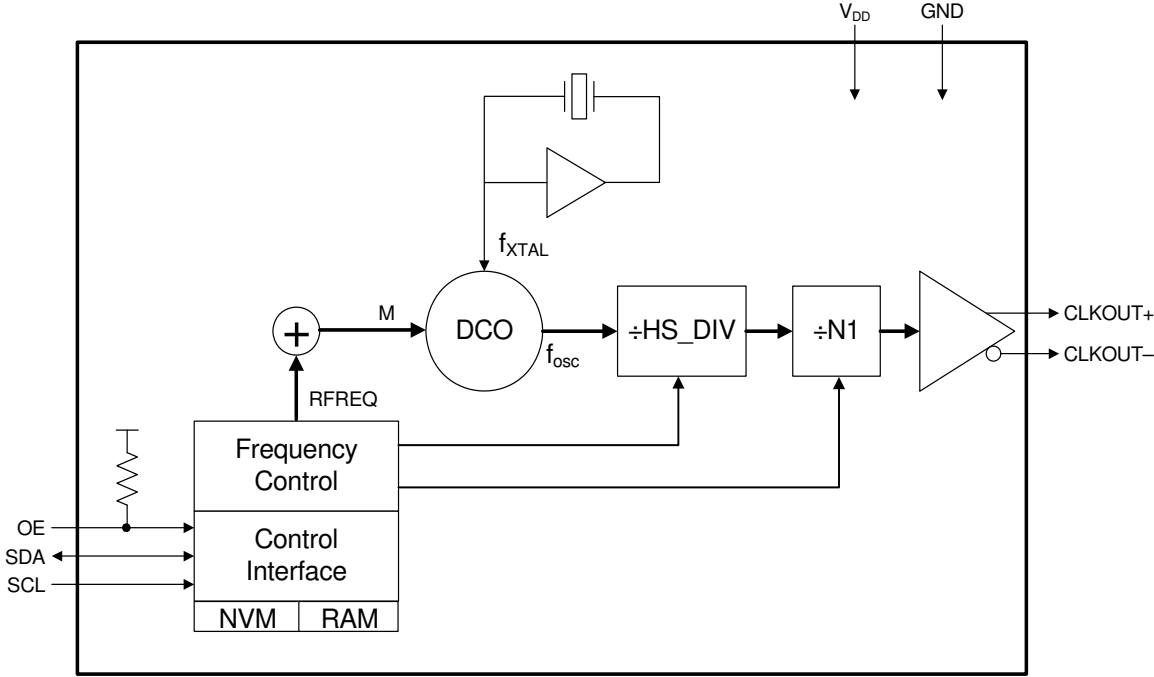 VDD
GND
fXTAL
M
DCO
fosc
÷HS_DIV
÷N1
CLKOUT+
CLKOUT–
+
RFREQ
Frequency
Control
OE
SDA
SCL
Control
Interface
NVM
RAM